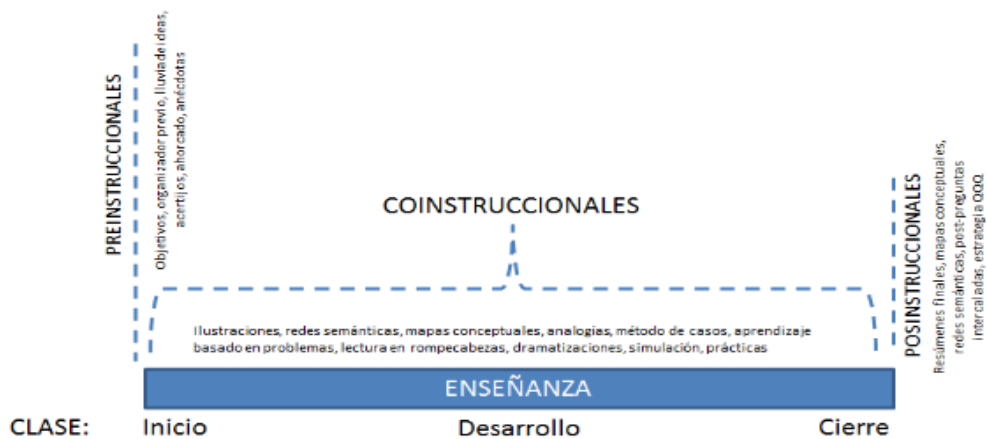 PREINSTRUCCIONALES
Objetivos, organizador previo, lluvia de ideas,
acertijos, ahorcado, anécdotas
COINSTRUCCIONALES
Ilustraciones, redes semánticas, mapas conceptuales, analogías, método de casos, aprendizaje
basado en problemas, lectura en rompecabezas, dramatizaciones, simulación, prácticas
POSINSTRUCCIONALES
Resúmenes finales, mapas conceptuales,
redes semánticas, post-preguntas
intercaladas, estrategia QQQ
ENSEÑANZA
CLASE: Inicio Desarrollo Cierre